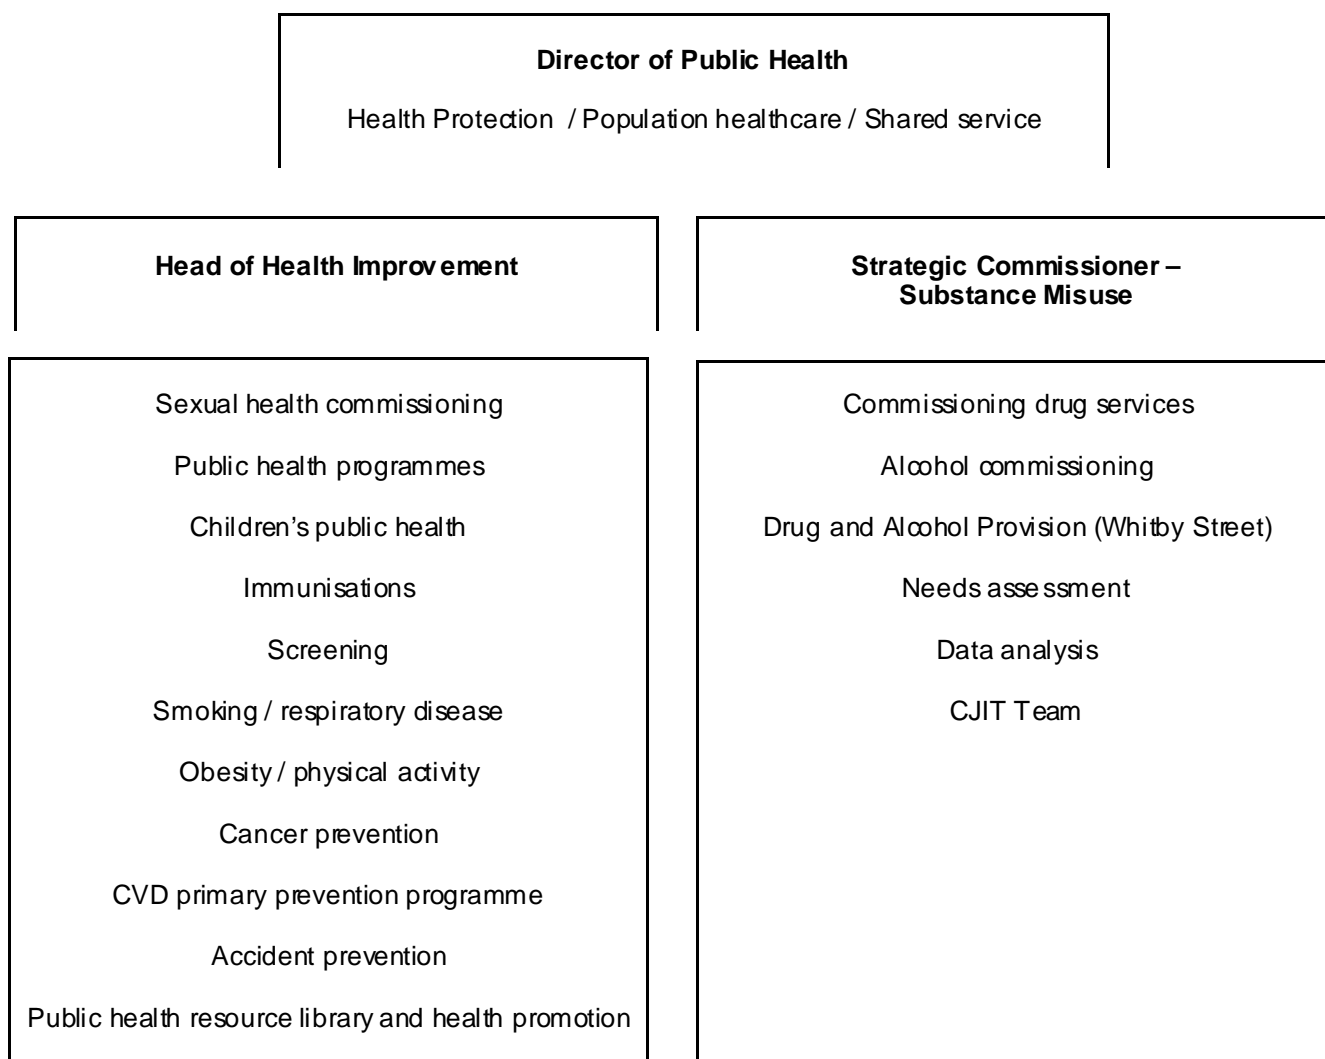 Director of Public Health
Health Protection / Population healthcare / Shared service
Head of Health Improvement
Strategic Commissioner –
Substance Misuse
Sexual health commissioning
Public health programmes
Children’s public health
Immunisations
Screening
Smoking / respiratory disease
Obesity / physical activity
Cancer prevention
CVD primary prevention programme
Accident prevention
Public health resource library and health promotion
Commissioning drug services
Alcohol commissioning
Drug and Alcohol Provision (Whitby Street)
Needs assessment
Data analysis
CJIT Team